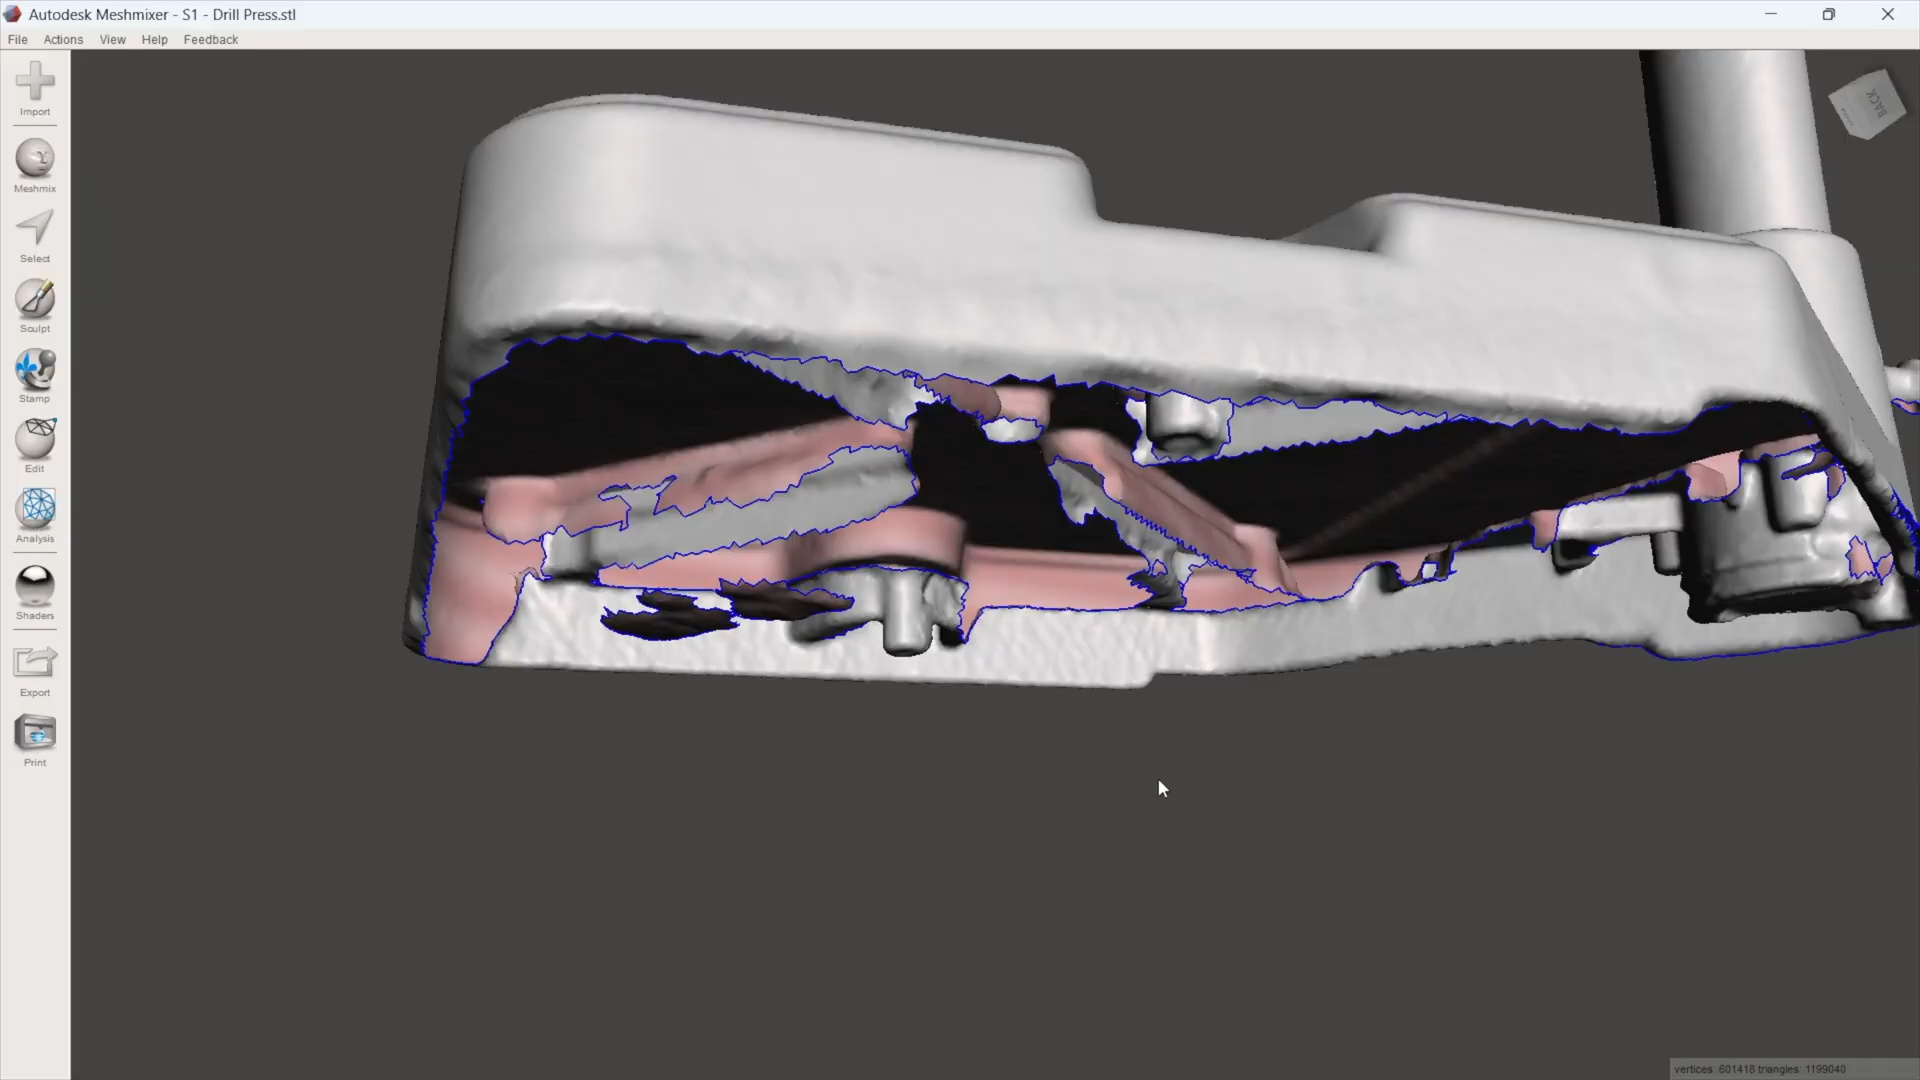 Autodesk Meshmixer - S1 - Drill Press.stl
File Actions View Help Feedback
Import
Meshmix
Select
Sculpt
Stamp
Edit
Analysis
Shaders
Export
Print
BACK
vertices: 601418 triangles: 1199040